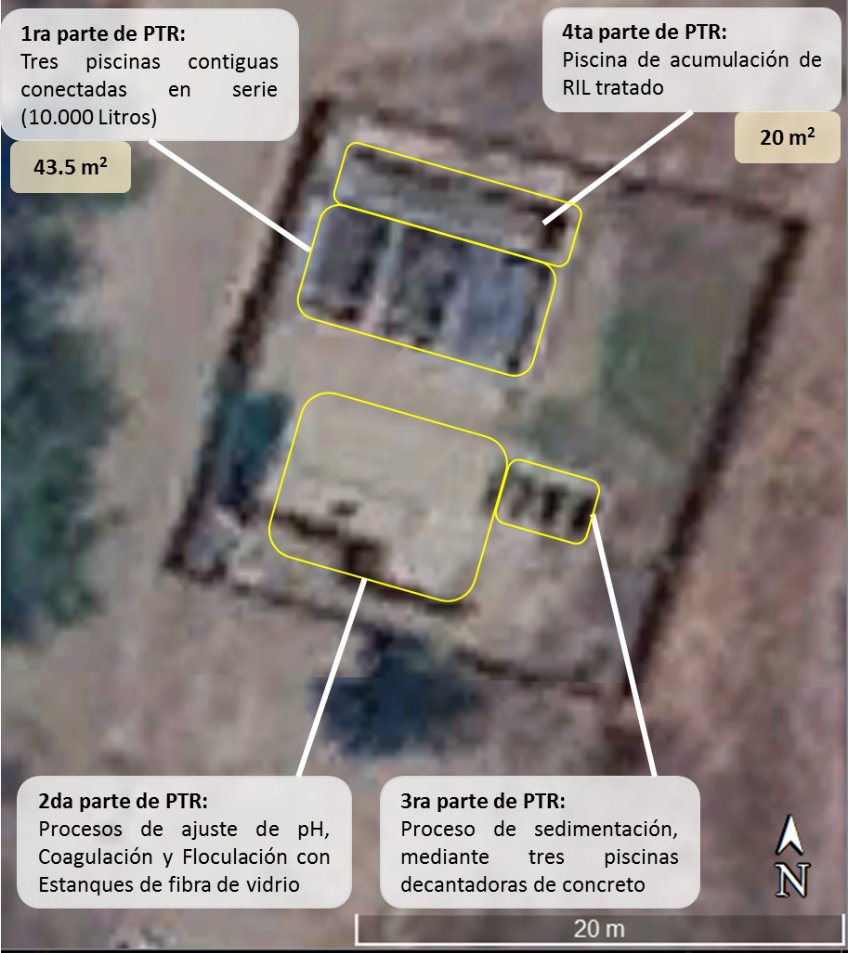 1ra parte de PTR:
Tres piscinas contiguas
conectadas en serie
(10.000 Litros)
43.5 m²
4ta parte de PTR:
Piscina de acumulación de
RIL tratado
20 m²
2da parte de PTR:
Procesos de ajuste de pH,
Coagulación y Floculación con
Estanques de fibra de vidrio
3ra parte de PTR:
Proceso de sedimentación,
mediante tres piscinas
decantadoras de concreto
N
20 m